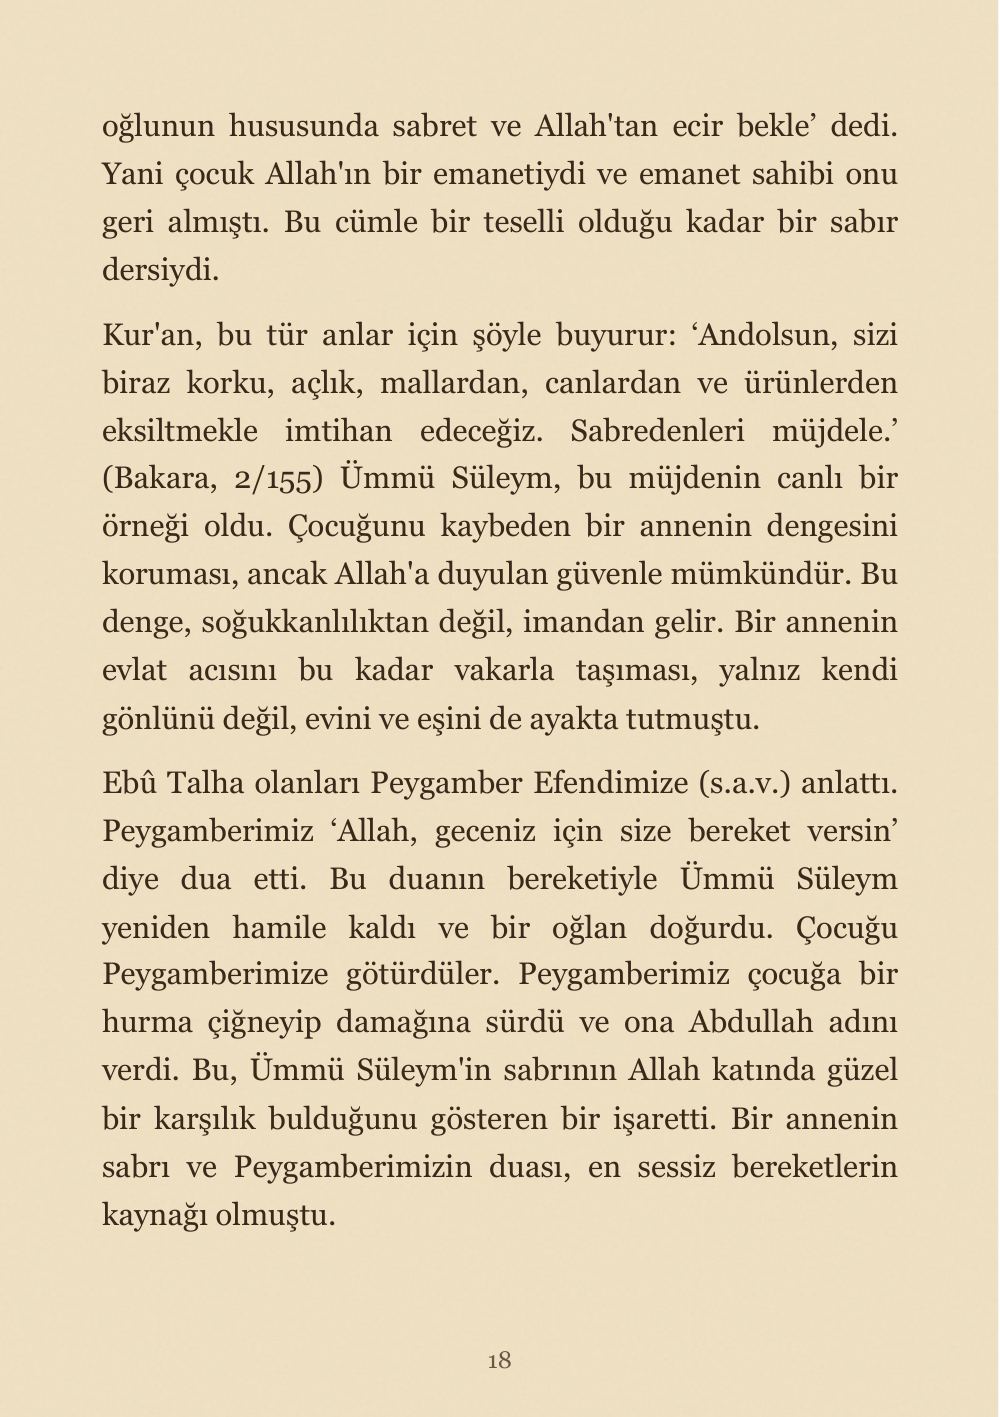 oğlunun hususunda sabret ve Allah'tan ecir bekle’ dedi.
Yani çocuk Allah'ın bir emanetiydi ve emanet sahibi onu
geri almıştı. Bu cümle bir teselli olduğu kadar bir sabır
dersiydi.
Kur'an, bu tür anlar için şöyle buyurur: ‘Andolsun, sizi
biraz korku, açlık, mallardan, canlardan ve ürünlerden
eksiltmekle imtihan edeceğiz. Sabredenleri müjdele.’
(Bakara, 2/155) Ümmü Süleym, bu müjdenin canlı bir
örneği oldu. Çocuğunu kaybeden bir annenin dengesini
koruması, ancak Allah'a duyulan güvenle mümkündür. Bu
denge, soğukkanlılıktan değil, imandan gelir. Bir annenin
evlat acısını bu kadar vakarla taşıması, yalnız kendi
gönlünü değil, evini ve eşini de ayakta tutmuştu.
Ebû Talha olanları Peygamber Efendimize (s.a.v.) anlattı.
Peygamberimiz ‘Allah, geceniz için size bereket versin’
diye dua etti. Bu duanın bereketiyle Ümmü Süleym
yeniden hamile kaldı ve bir oğlan doğurdu. Çocuğu
Peygamberimize götürdüler. Peygamberimiz çocuğa bir
hurma çiğneyip damağına sürdü ve ona Abdullah adını
verdi. Bu, Ümmü Süleym'in sabrının Allah katında güzel
bir karşılık bulduğunu gösteren bir işaretti. Bir annenin
sabrı ve Peygamberimizin duası, en sessiz bereketlerin
kaynağı olmuştu.
18